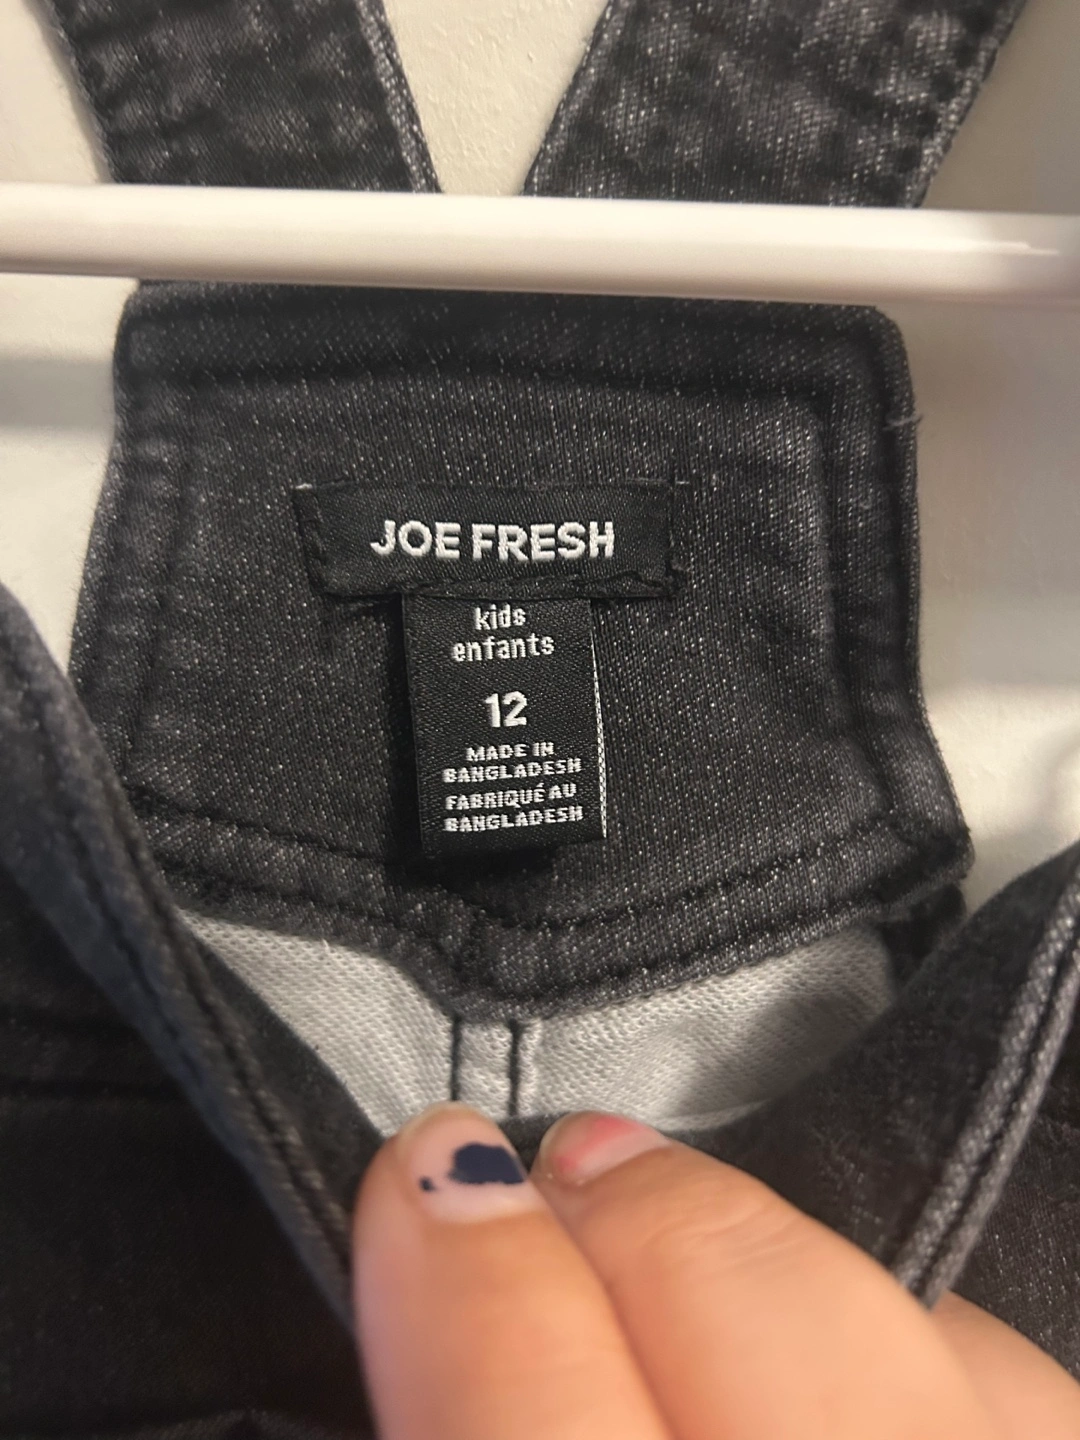 JOE FRESH
kids
enfants
12
MADE IN
BANGLADESH
FABRIQUÉ AU
BANGLADESH